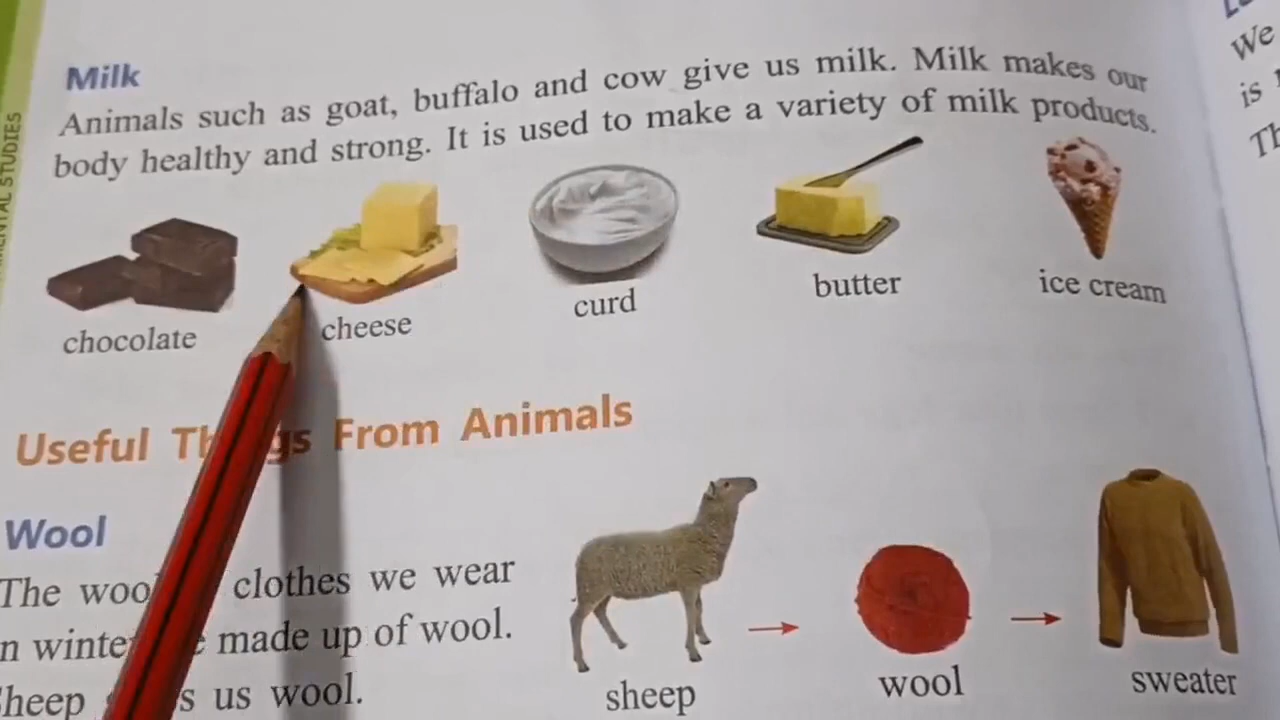 Milk
Animals such as goat, buffalo and cow give us milk. Milk makes our
body healthy and strong. It is used to make a variety of milk products.
chocolate
cheese
curd
butter
ice cream
Useful From Animals
Wool
The clothes we wear
made up of wool.
us wool.
sheep
wool
sweater
We
is
STUDIES